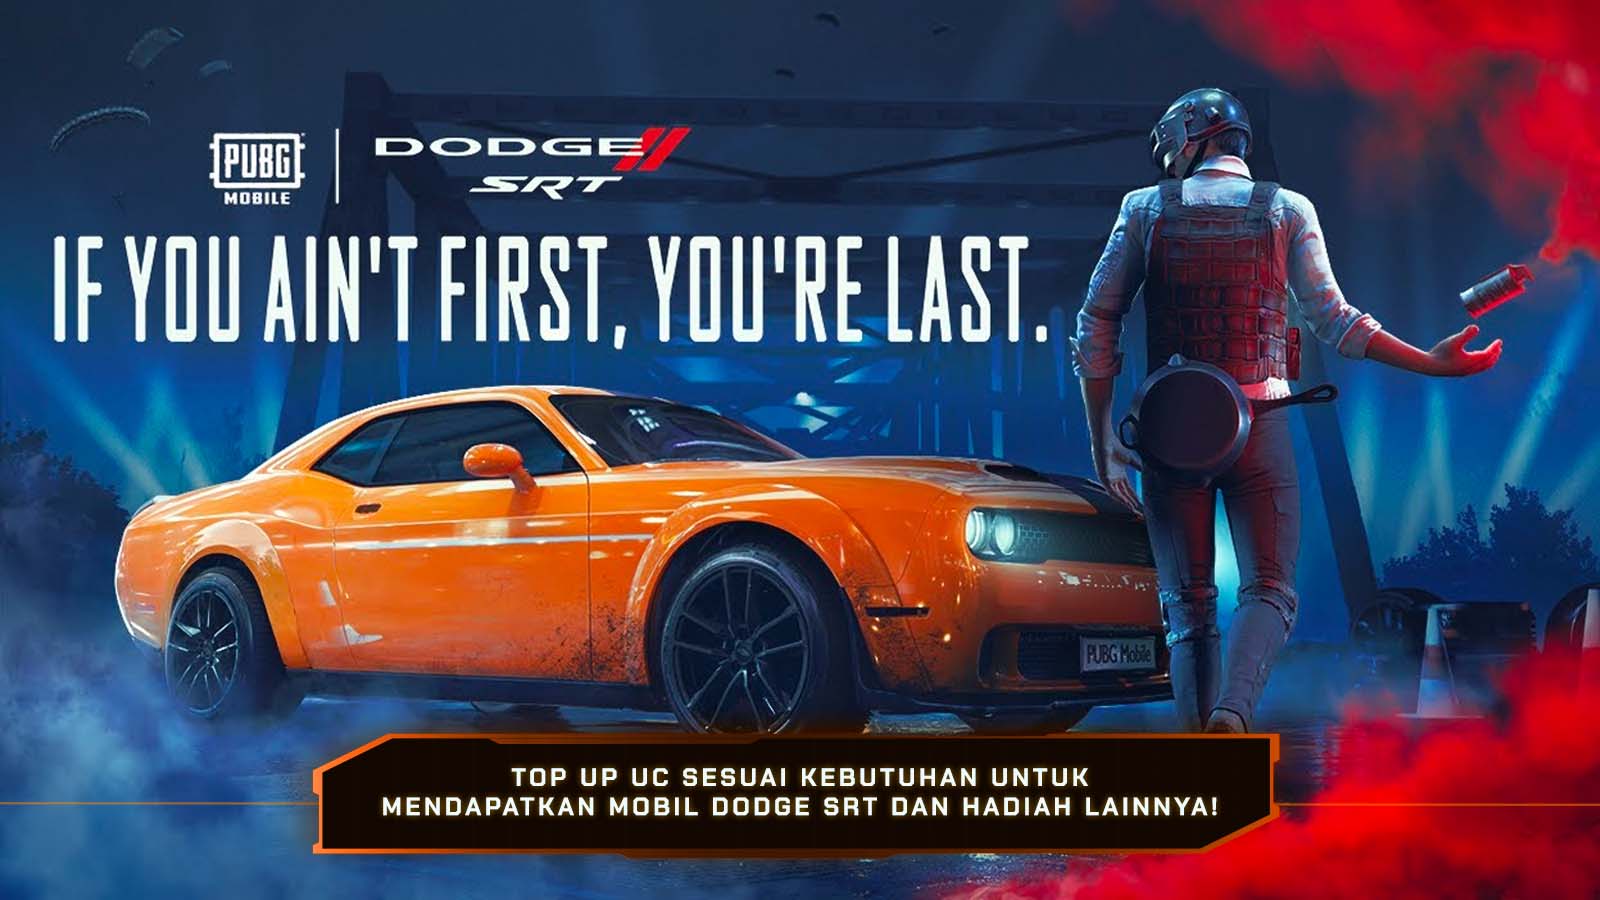 PUBG
MOBILE
DODGE
SRT
IF YOU AIN'T FIRST, YOU'RE LAST.
PUBG Mobile
TOP UP UC SESUAI KEBUTUHAN UNTUK
MENDAPATKAN MOBIL DODGE SRT DAN HADIAH LAINNYA!